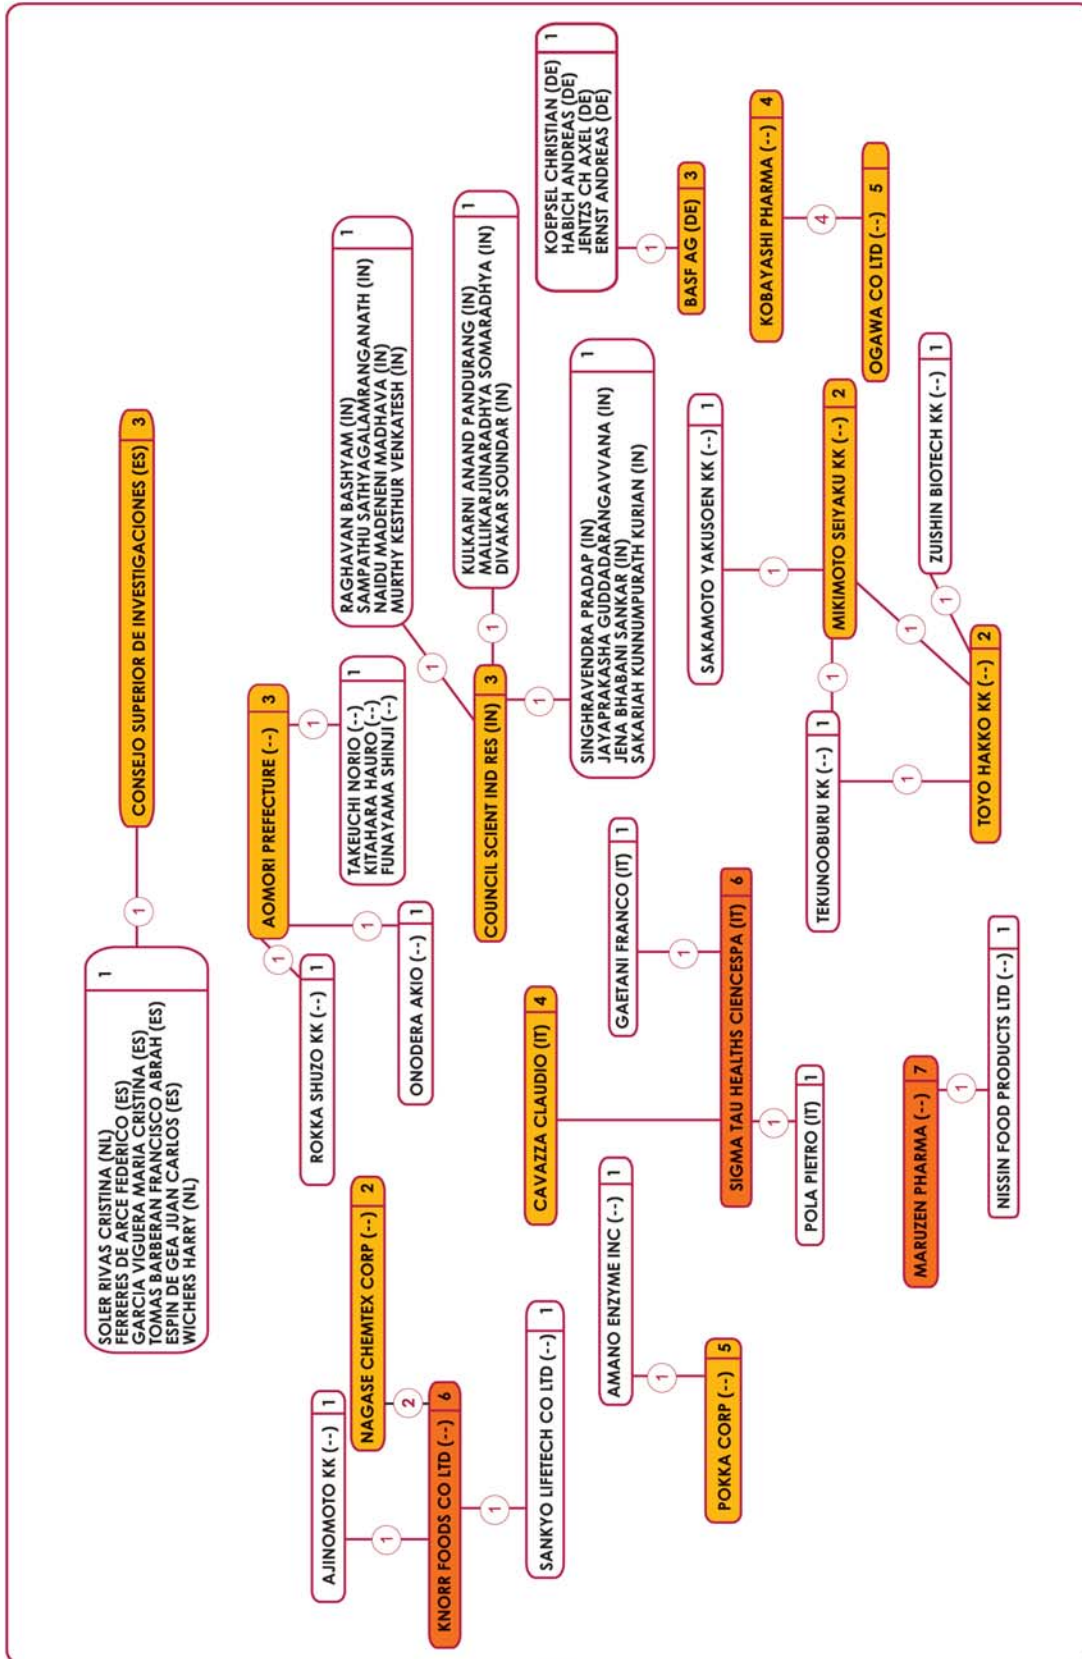 SOLER RIVAS CRISTINA (NL)
FERRERES DE ARCE FEDERICO (ES)
GARCIA VIGUERA MARIA CRISTINA (ES)
TOMAS BARBERAN FRANCISCO ABRAH (ES)
ESPIN DE GEA JUAN CARLOS (ES)
WICHERS HARRY (NL)
1
1
CONSEJO SUPERIOR DE INVESTIGACIONES (ES) 3
AOMORI PREFECTURE (--) 3
1
ROKKA SHUZO KK (--) 1
1
ONODERA AKIO (--) 1
1
TAKEUCHI NORIO (--)
KITAHARA HAURO (--)
FUNAYAMA SHINJI (--)
1
RAGHAVAN BASHYAM (IN)
SAMPATHU SATHYAGALAMRANGANATH (IN)
NAIDU MADENENI MADHAVA (IN)
MURTHY KESTHUR VENKATESH (IN)
1
1
KULKARNI ANAND PANDURANG (IN)
MALLIKARJUNARADHYA SOMARADHYA (IN)
DIVAKAR SOUNDAR (IN)
1
1
COUNCIL SCIENT IND RES (IN) 3
1
SINGHRAVENDRA PRADAP (IN)
JAYAPRAKASHA GUDDADARANGAVVANA (IN)
JENA BHABANI SANKAR (IN)
SAKARIAH KUNNUMPURATH KURIAN (IN)
1
KOEPSEL CHRISTIAN (DE)
HABICH ANDREAS (DE)
JENTZS CH AXEL (DE)
ERNST ANDREAS (DE)
1
1
BASF AG (DE) 3
AJINOMOTO KK (--) 1
1
NAGASE CHEMTEX CORP (--) 2
2
KNORR FOODS CO LTD (--) 6
1
SANKYO LIFETECH CO LTD (--) 1
CAVAZZA CLAUDIO (IT) 4
GAETANI FRANCO (IT) 1
1
SIGMA TAU HEALTHS CIENCESPA (IT) 6
1
POLA PIETRO (IT) 1
AMANO ENZYME INC (--) 1
1
POKKA CORP (--) 5
SAKAMOTO YAKUSOEN KK (--) 1
1
MIKIMOTO SEIYAKU KK (--) 2
1
TEKUNOOBURU KK (--) 1
1
1
ZUISHIN BIOTECH KK (--) 1
1
TOYO HAKKO KK (--) 2
KOBAYASHI PHARMA (--) 4
4
OGAWA CO LTD (--) 5
MARUZEN PHARMA (--) 7
1
NISSIN FOOD PRODUCTS LTD (--) 1